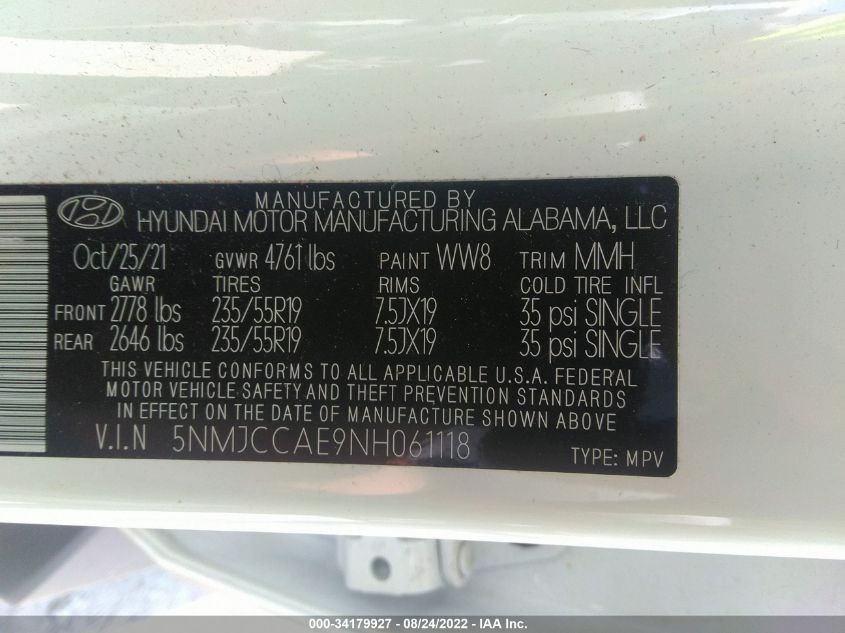 MANUFACTURED BY
HYUNDAI MOTOR MANUFACTURING ALABAMA, LLC
Oct/25/21 GVWR 4761 lbs PAINT WW8 TRIM MMH
GAWR TIRES RIMS COLD TIRE INFL
FRONT 2778 lbs 235/55R19 7.5JX19 35 psi SINGLE
REAR 2646 lbs 235/55R19 7.5JX19 35 psi SINGLE
THIS VEHICLE CONFORMS TO ALL APPLICABLE U.S.A. FEDERAL
MOTOR VEHICLE SAFETY AND THEFT PREVENTION STANDARDS
IN EFFECT ON THE DATE OF MANUFACTURE SHOWN ABOVE
V.I.N 5NMJCCAE9NH061118
TYPE: MPV
000-34179927 - 08/24/2022 - IAA Inc.